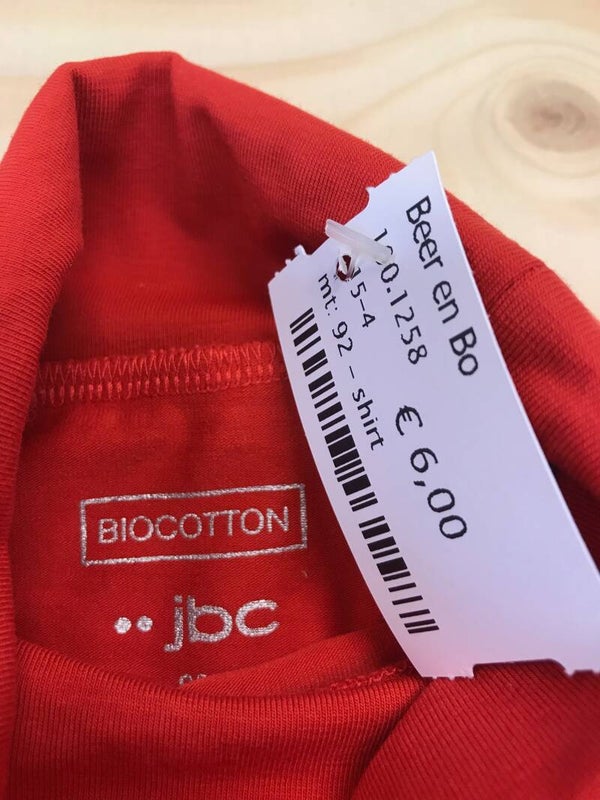 Beer en Bo
€ 6,00
mt: 92 – shirt
BIOCOTTON
jbc